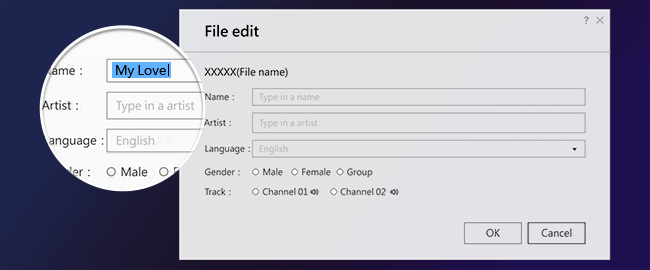 File edit
? ×
XXXXX(File name)
Name : Type in a name
Artist : Type in a artist
Language : English
Gender : Male Female Group
Track : Channel 01 Channel 02
OK Cancel
ame : My Love
Artist : Type in a artist
anguage : English
der : Male